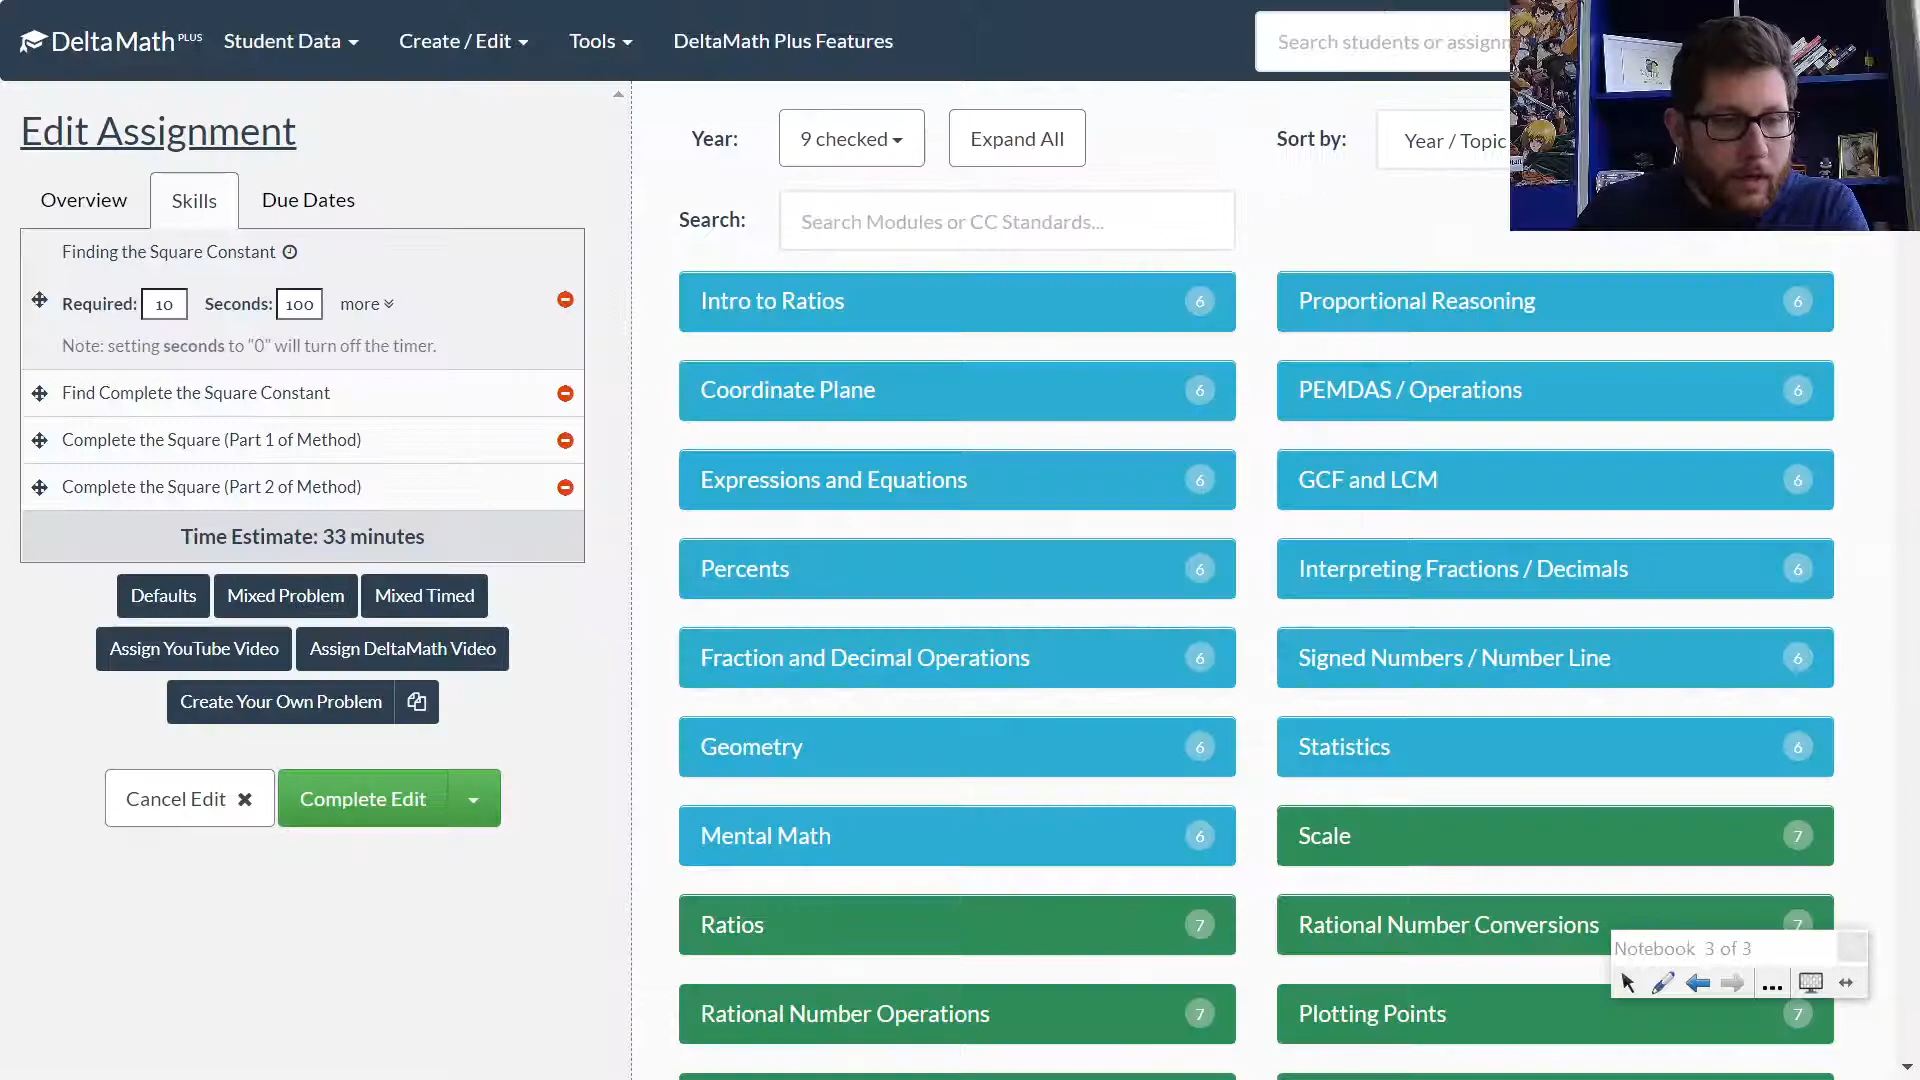 DeltaMath PLUS
Student Data
Create / Edit
Tools
DeltaMath Plus Features
Search students or assignm
Edit Assignment
Overview
Skills
Due Dates
Finding the Square Constant
Required: 10 Seconds: 100 more
Note: setting seconds to "0" will turn off the timer.
Find Complete the Square Constant
Complete the Square (Part 1 of Method)
Complete the Square (Part 2 of Method)
Time Estimate: 33 minutes
Defaults
Mixed Problem
Mixed Timed
Assign YouTube Video
Assign DeltaMath Video
Create Your Own Problem
Cancel Edit
Complete Edit
Year: 9 checked
Expand All
Sort by: Year / Topic
Search: Search Modules or CC Standards...
Intro to Ratios 6
Proportional Reasoning 6
Coordinate Plane 6
PEMDAS / Operations 6
Expressions and Equations 6
GCF and LCM 6
Percents 6
Interpreting Fractions / Decimals 6
Fraction and Decimal Operations 6
Signed Numbers / Number Line 6
Geometry 6
Statistics 6
Mental Math 6
Scale 7
Ratios 7
Rational Number Conversions 7
Notebook 3 of 3
Rational Number Operations 7
Plotting Points 7